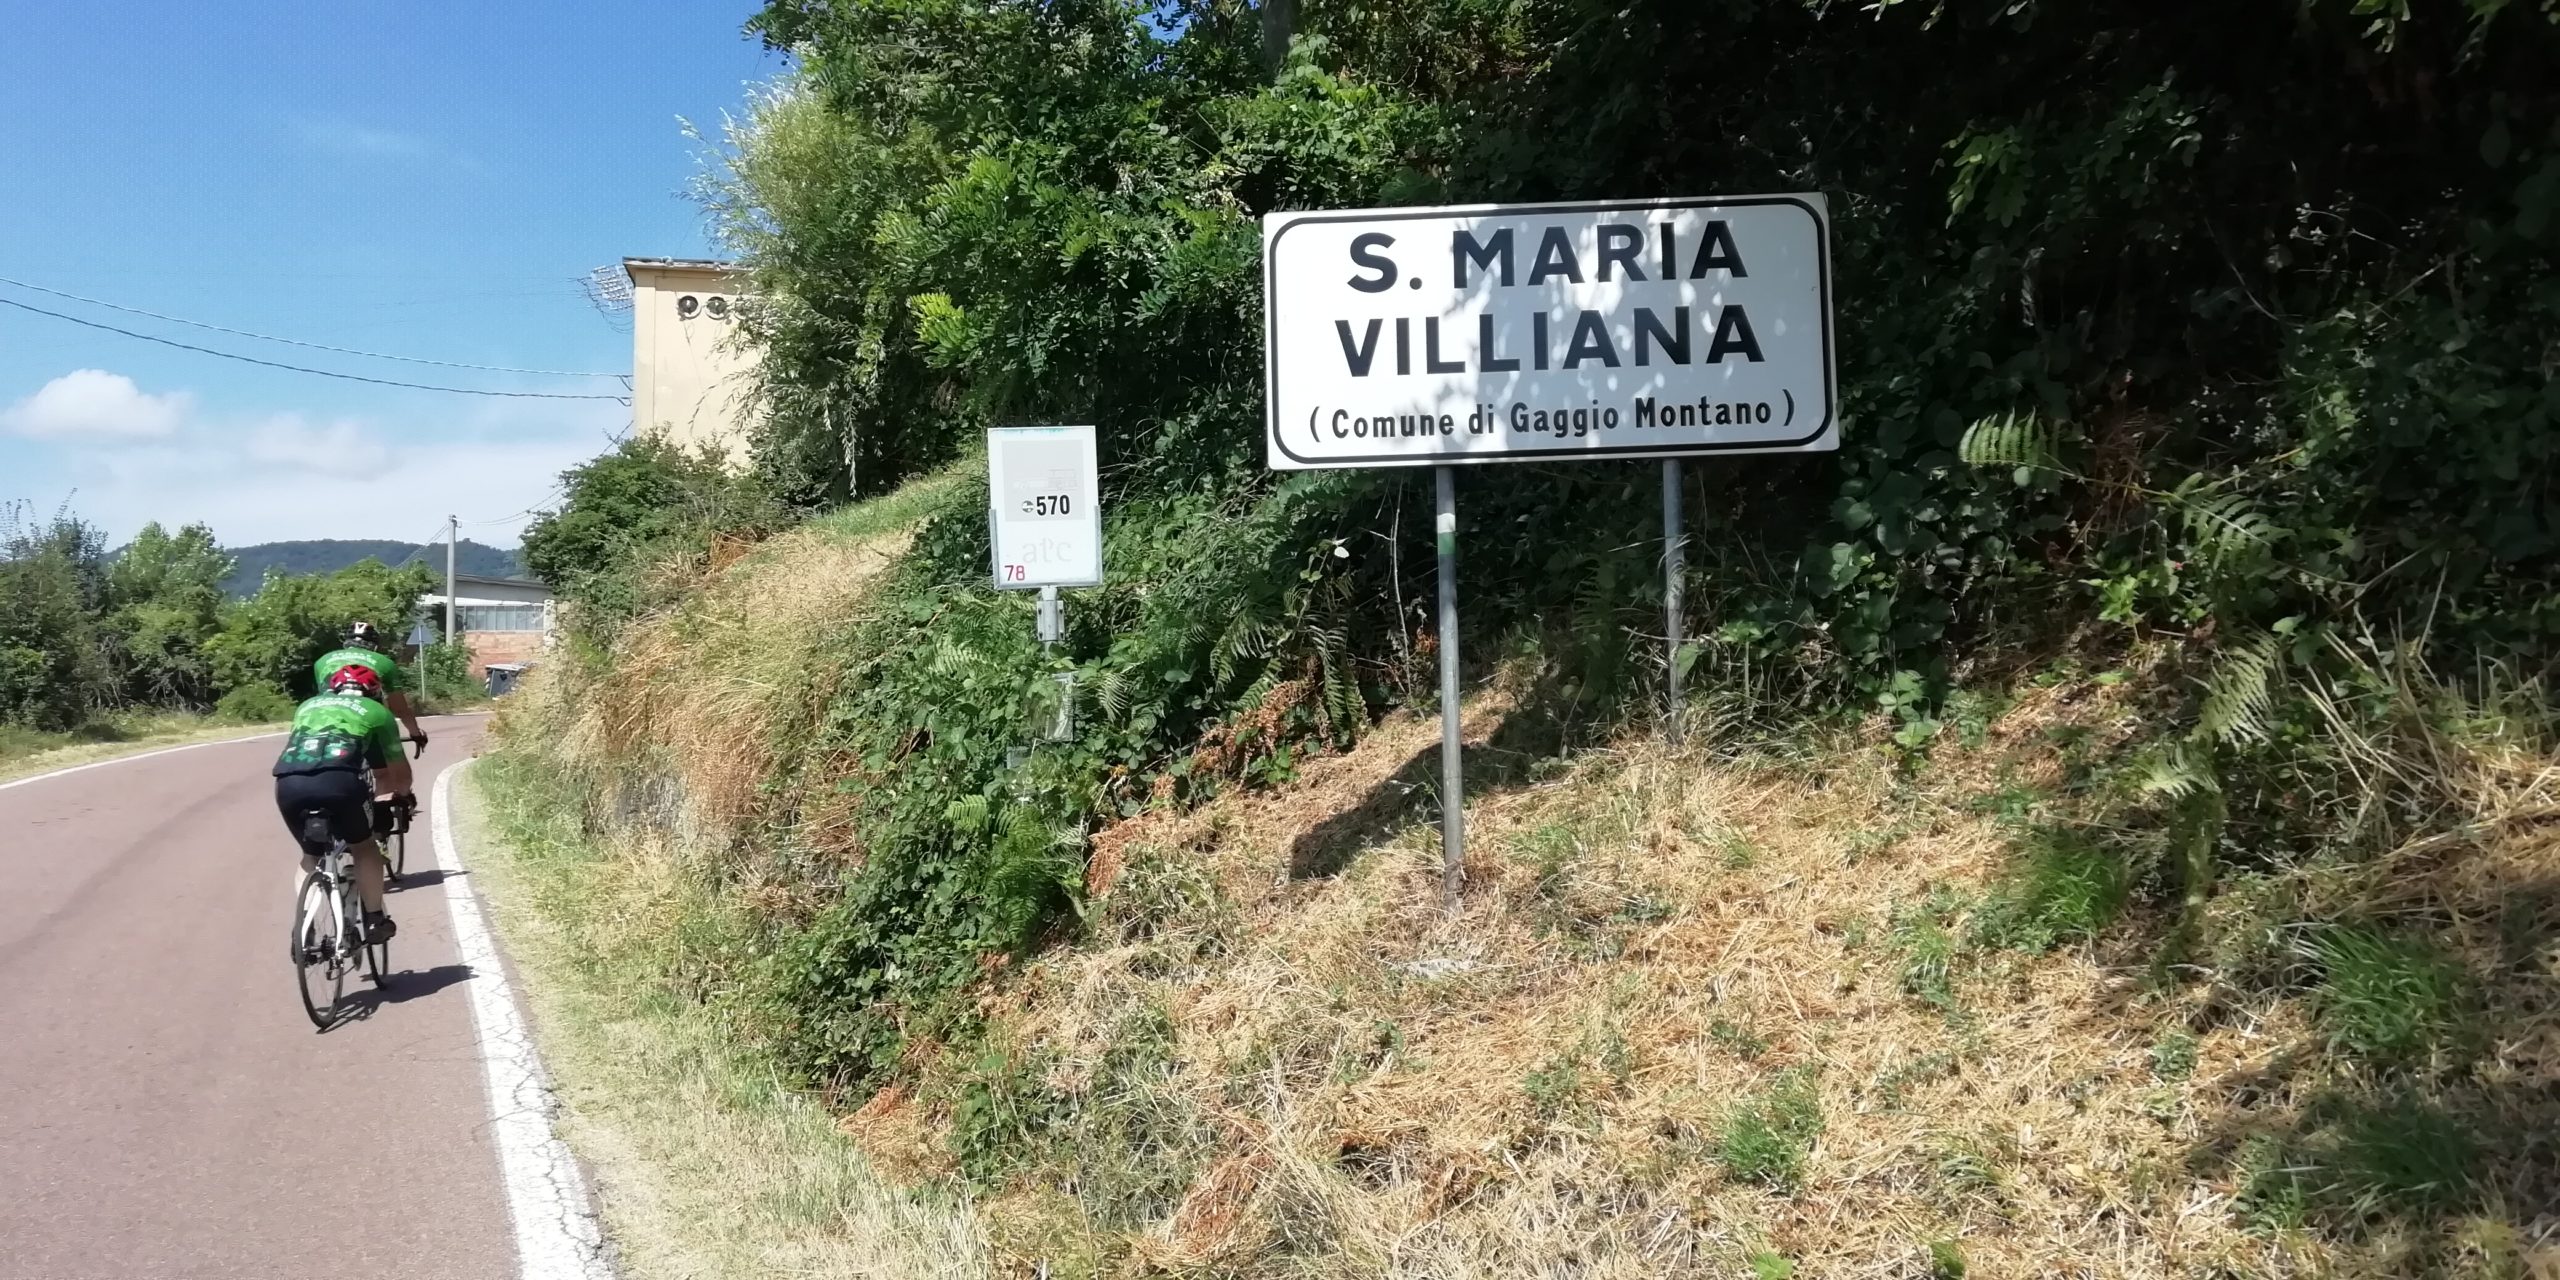 S. MARIA
VILLIANA
(Comune di Gaggio Montano)
570
atc
78